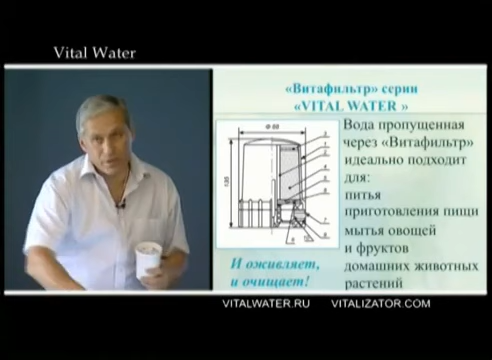 Vital Water
«Витафильтр» серии
«VITAL WATER »
Вода пропущенная
через «Витафильтр»
идеально подходит
для:
питья
приготовления пищи
мытья овощей
и фруктов
домашних животных
растений
135
И оживляет,
и очищает!
VITALWATER.RU VITALIZATOR.COM